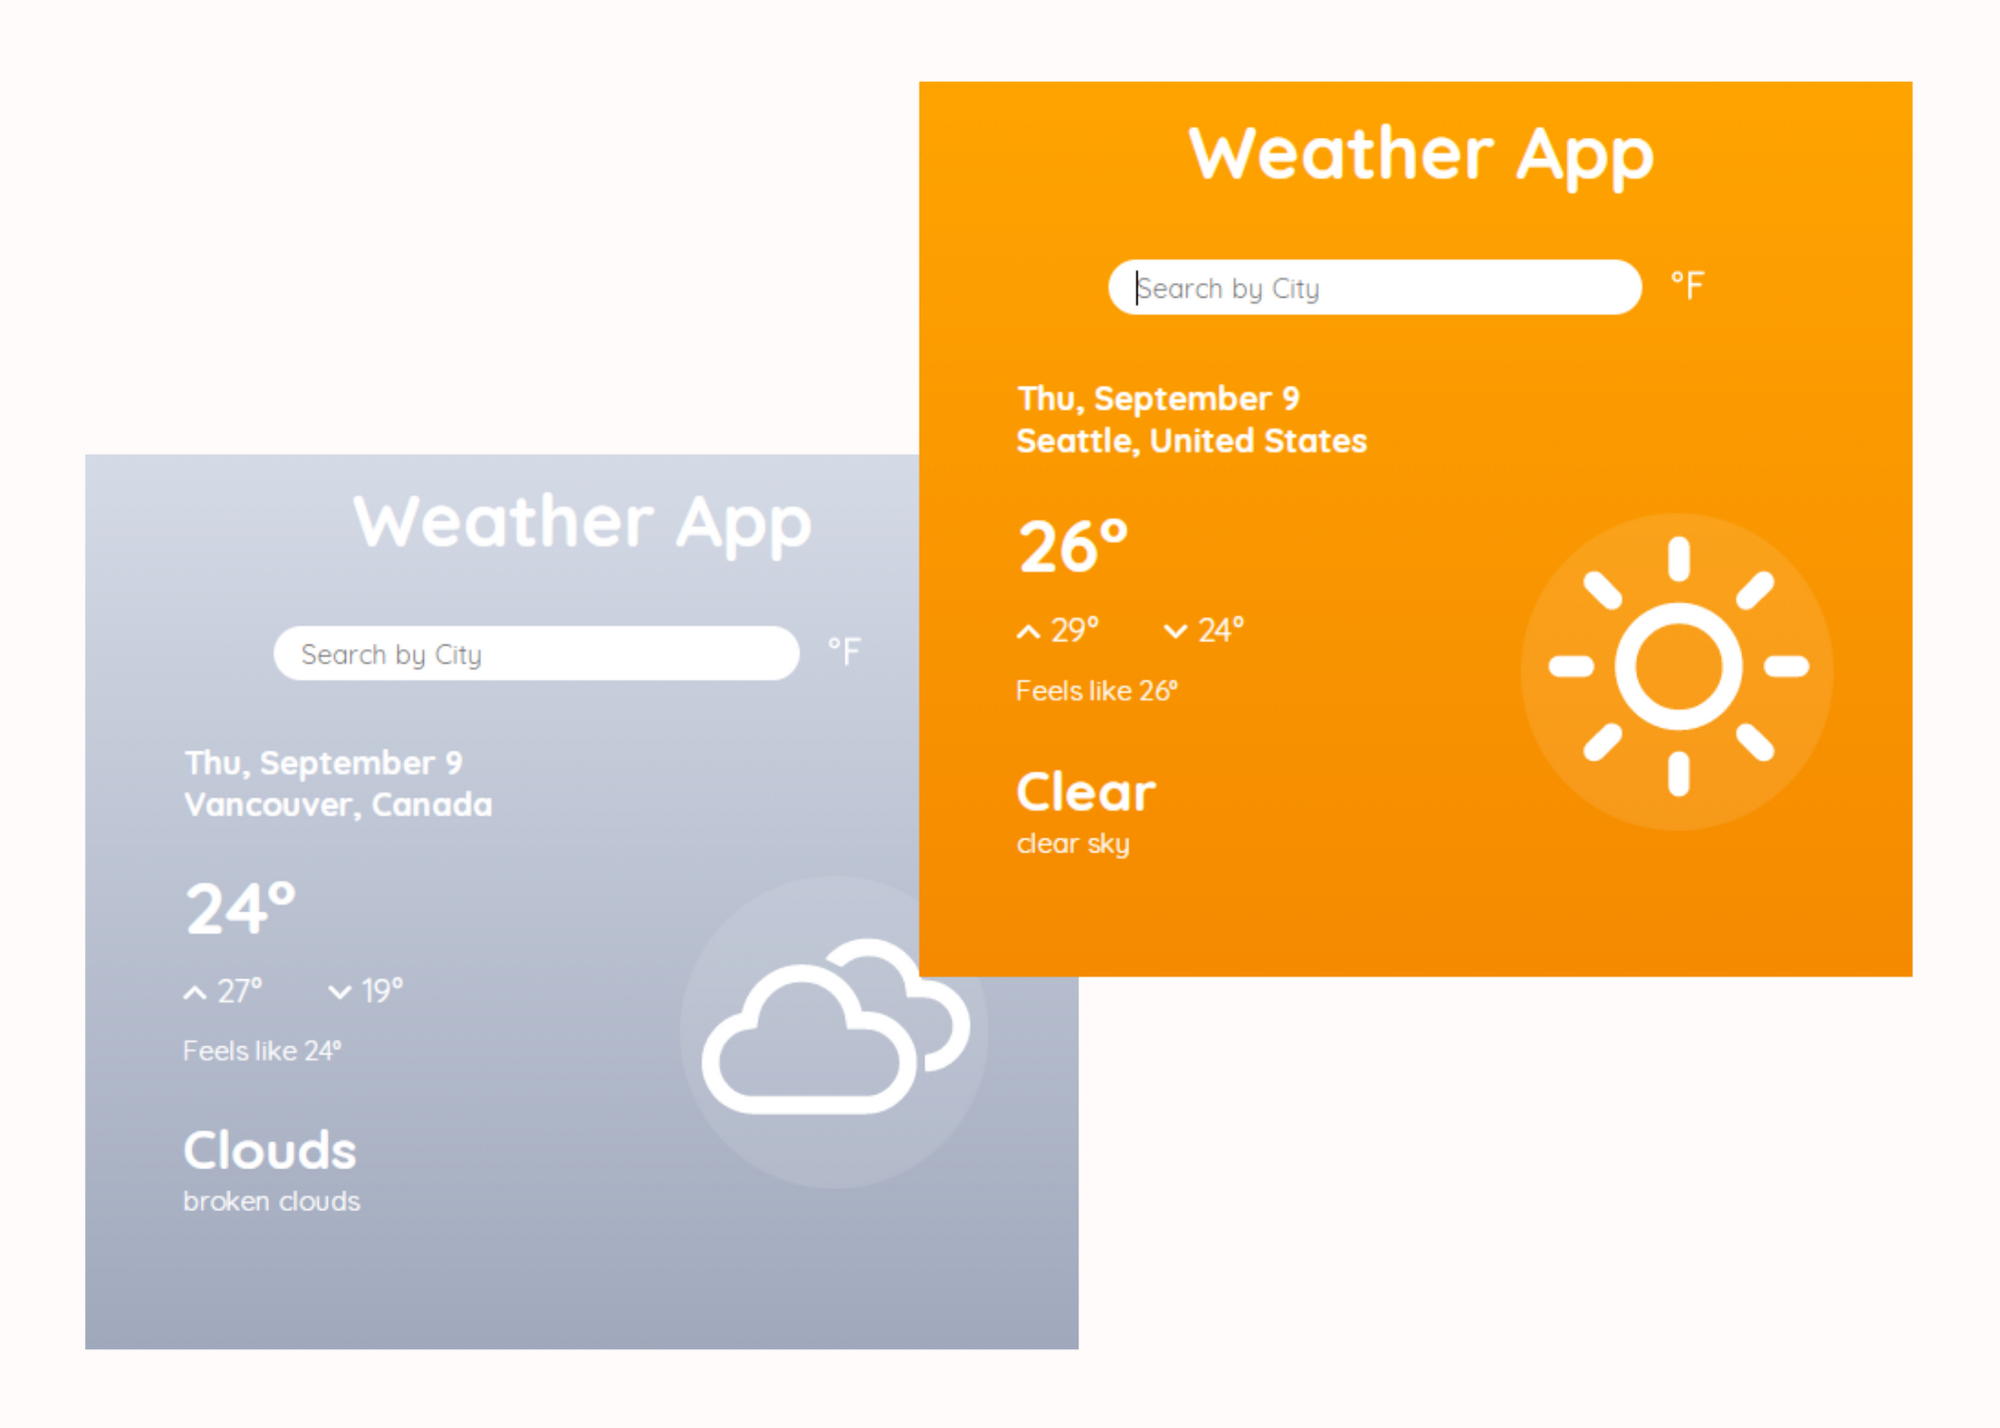 Weather App
Search by City
°F
Thu, September 9
Seattle, United States
26°
29° 24°
Feels like 26°
Clear
clear sky
Weather App
Search by City
°F
Thu, September 9
Vancouver, Canada
24°
27° 19°
Feels like 24°
Clouds
broken clouds